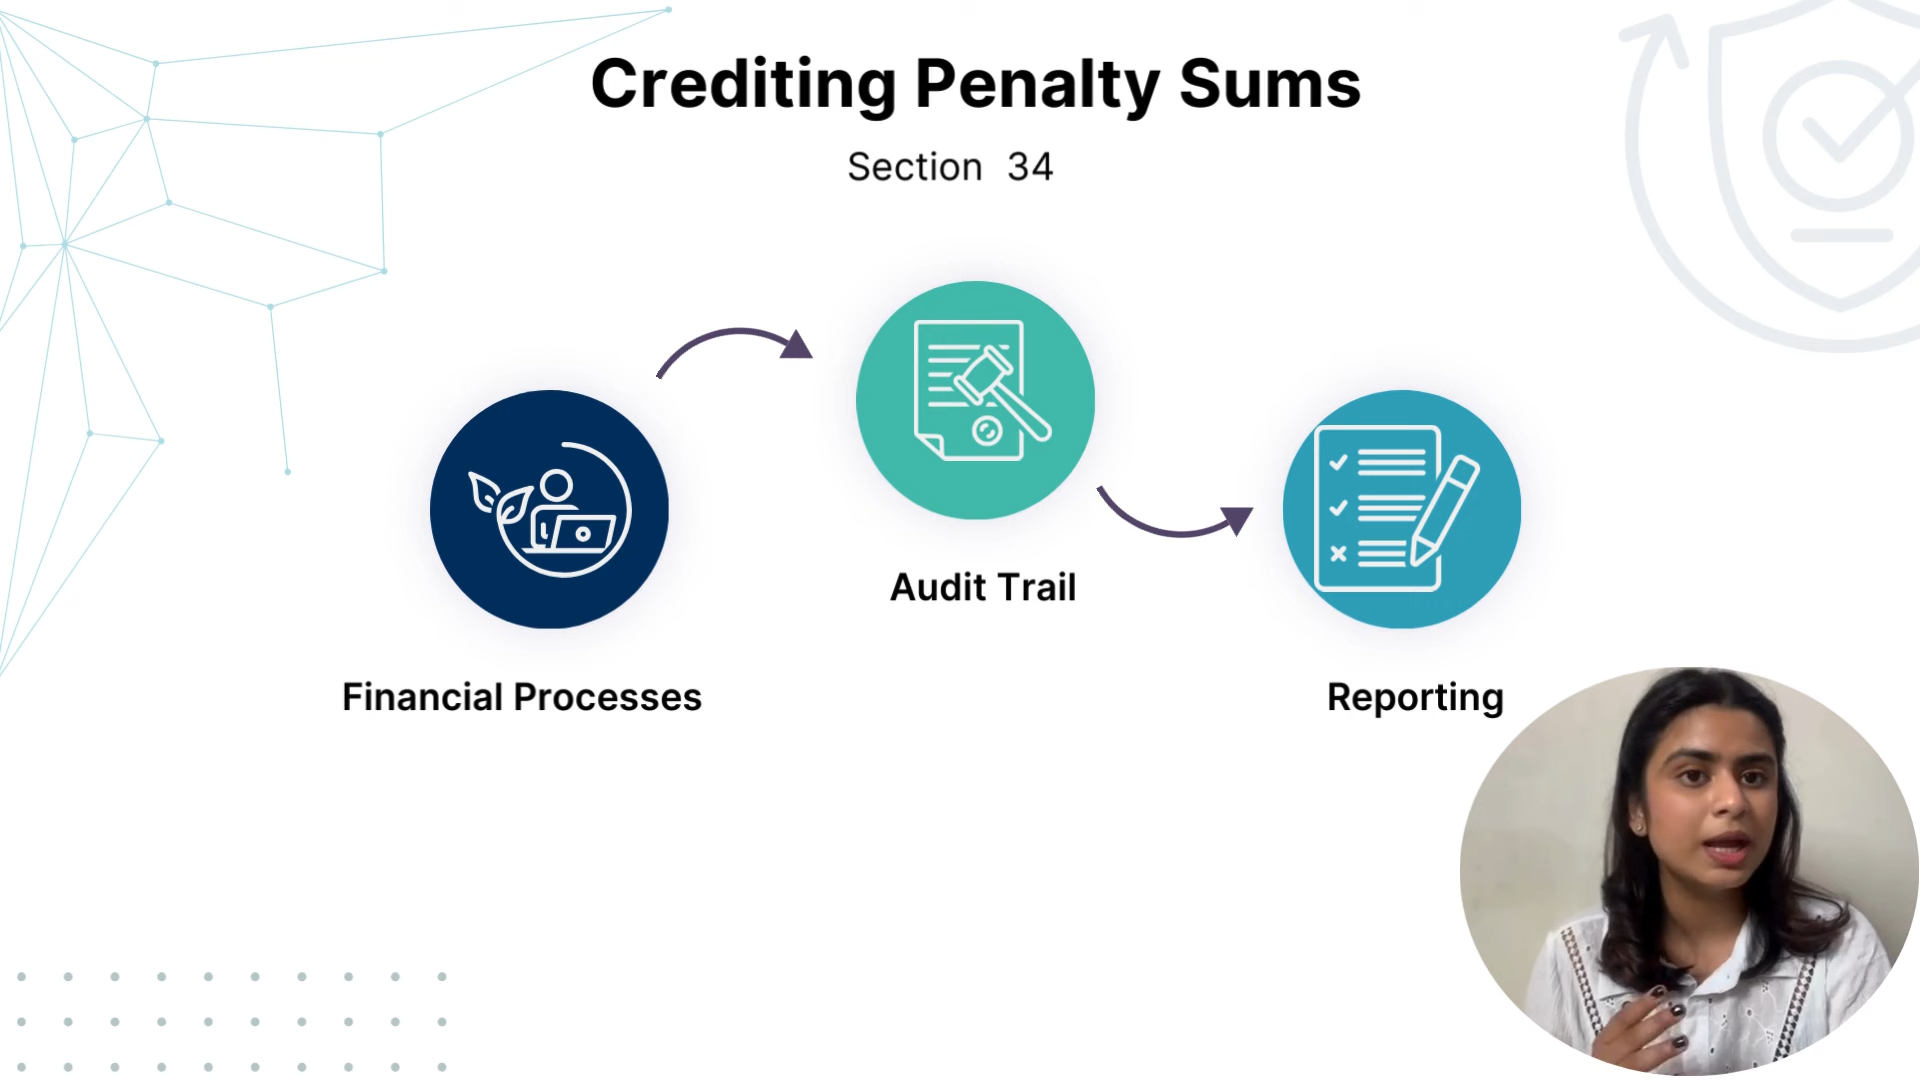 Crediting Penalty Sums
Section 34
Audit Trail
Financial Processes
Reporting